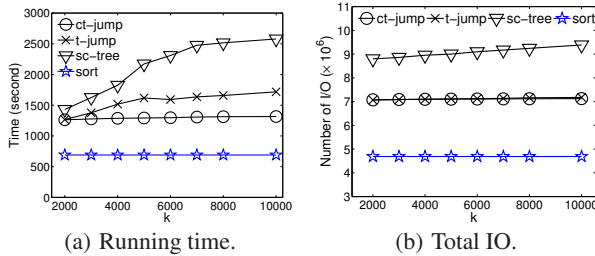 ct-jump
t-jump
sc-tree
sort
3000
2500
2000
1500
1000
500
0
Time (second)
2000 4000 6000 8000 10000
k
(a) Running time.
ct-jump t-jump sc-tree sort
11
10
9
8
7
6
5
4
3
Number of I/O (× 10⁶)
2000 4000 6000 8000 10000
k
(b) Total IO.